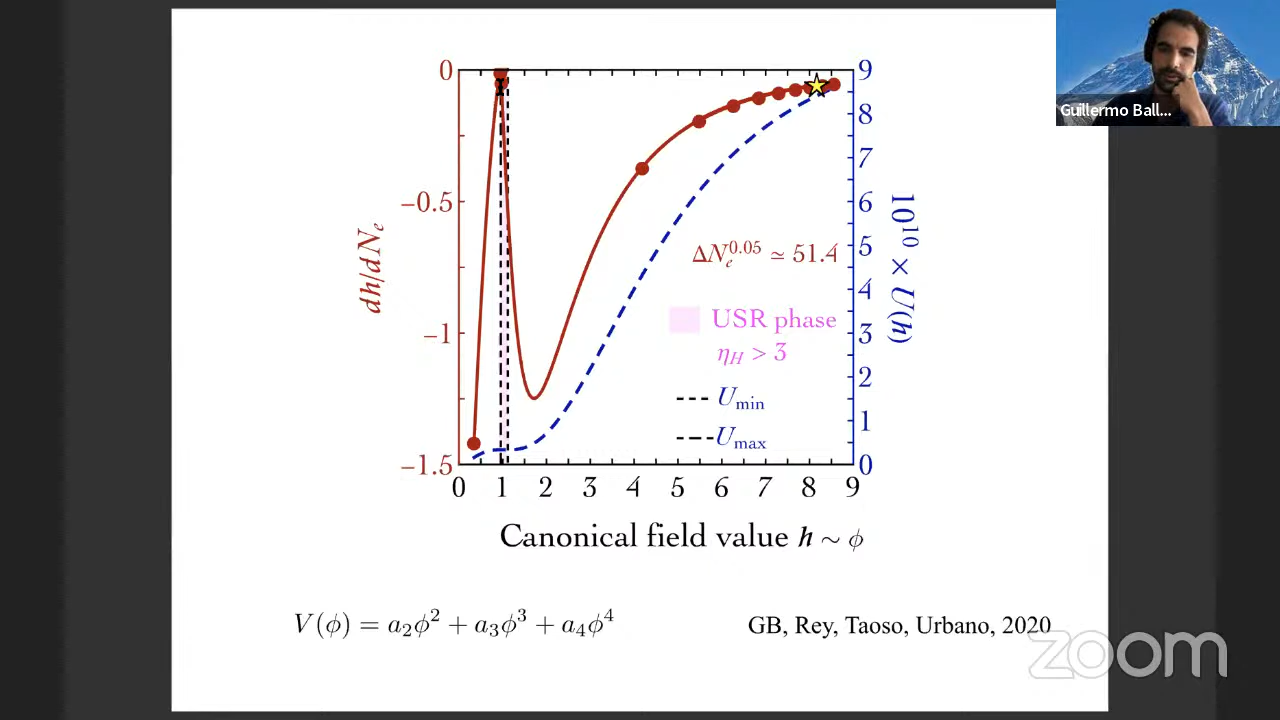 Guillermo Ball...
0
−0.5
−1
−1.5
dh/dN_e
9
8
7
6
5
4
3
2
1
0
10^{10} × U(h)
ΔN_e^{0.05} ≃ 51.4
USR phase
η_H > 3
U_min
U_max
0 1 2 3 4 5 6 7 8 9
Canonical field value h ∼ ϕ
V(ϕ) = a_2ϕ^2 + a_3ϕ^3 + a_4ϕ^4
GB, Rey, Taoso, Urbano, 2020
zoom